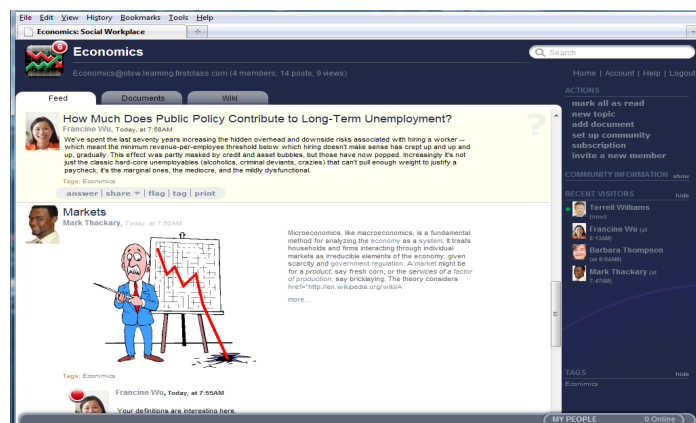 File Edit View History Bookmarks Tools Help
Economics: Social Workplace
6
Economics
Search
Economics@otsw.learning.firstclass.com (4 members, 14 posts, 9 views)
Home | Account | Help | Logout
Feed Documents Wiki
ACTIONS
mark all as read
new topic
add document
set up community
subscription
invite a new member
COMMUNITY INFORMATION show
RECENT VISITORS hide
Terrell Williams
(now)
Francine Wu (at
8:13AM)
Barbara Thompson
(at 8:04AM)
Mark Thackary (at
7:47AM)
TAGS hide
Econimics
How Much Does Public Policy Contribute to Long-Term Unemployment?
?
Francine Wu, Today, at 7:58AM
We've spent the last seventy years increasing the hidden overhead and downside risks associated with hiring a worker --
which meant the minimum revenue-per-employee threshold below which hiring doesn't make sense has crept up and up and
up, gradually. This effect was partly masked by credit and asset bubbles, but those have now popped. Increasingly it's not
just the classic hard-core unemployables (alcoholics, criminal deviants, crazies) that can't pull enough weight to justify a
paycheck; it's the marginal ones, the mediocre, and the mildly dysfunctional.
Tags: Econimics
answer | share | flag | tag | print
Markets
Mark Thackary, Today, at 7:50AM
Microeconomics, like macroeconomics, is a fundamental
method for analyzing the economy as a system. It treats
households and firms interacting through individual
markets as irreducible elements of the economy, given
scarcity and government regulation. A market might be
for a product, say fresh corn, or the services of a factor
of production, say bricklaying. The theory considers
href="http://en.wikipedia.org/wiki/A
more...
Tags: Econimics
Francine Wu, Today, at 7:55AM
Your definitions are interesting here.
MY PEOPLE 0 Online